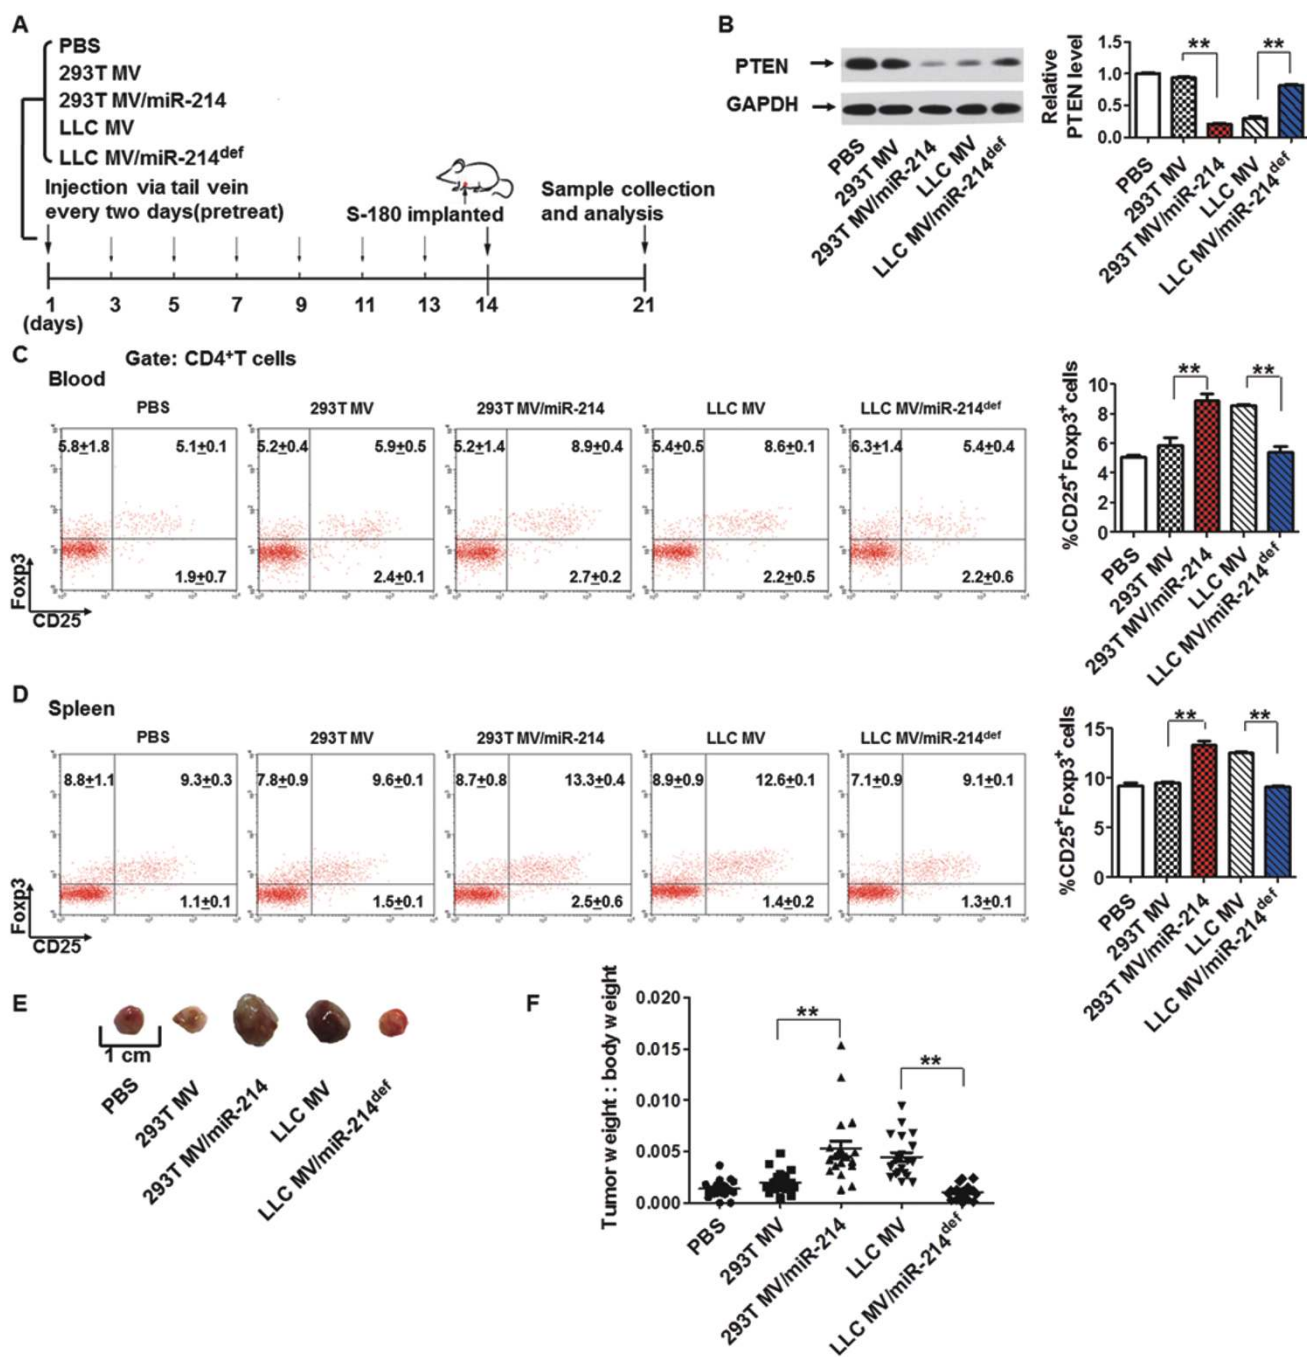 A
PBS
293T MV
293T MV/miR-214
LLC MV
LLC MV/miR-214def
Injection via tail vein
every two days(pretreat)
S-180 implanted
Sample collection
and analysis
1 3 5 7 9 11 13 14 21
(days)
B
PTEN
GAPDH
PBS
293T MV
293T MV/miR-214
LLC MV
LLC MV/miR-214def
Relative
PTEN level
1.5
1.0
0.5
0.0
**
**
PBS
293T MV
293T MV/miR-214
LLC MV
LLC MV/miR-214def
C
Gate: CD4+T cells
Blood
PBS
293T MV
293T MV/miR-214
LLC MV
LLC MV/miR-214def
5.8±1.8 5.1±0.1
5.2±0.4 5.9±0.5
5.2±1.4 8.9±0.4
5.4±0.5 8.6±0.1
6.3±1.4 5.4±0.4
1.9±0.7
2.4±0.1
2.7±0.2
2.2±0.5
2.2±0.6
Foxp3
CD25
%CD25+Foxp3+cells
10
8
6
4
2
0
**
**
PBS
293T MV
293T MV/miR-214
LLC MV
LLC MV/miR-214def
D
Spleen
PBS
293T MV
293T MV/miR-214
LLC MV
LLC MV/miR-214def
8.8±1.1 9.3±0.3
7.8±0.9 9.6±0.1
8.7±0.8 13.3±0.4
8.9±0.9 12.6±0.1
7.1±0.9 9.1±0.1
1.1±0.1
1.5±0.1
2.5±0.6
1.4±0.2
1.3±0.1
Foxp3
CD25
%CD25+Foxp3+cells
15
10
5
0
**
**
PBS
293T MV
293T MV/miR-214
LLC MV
LLC MV/miR-214def
E
1 cm
PBS
293T MV
293T MV/miR-214
LLC MV
LLC MV/miR-214def
F
Tumor weight : body weight
0.020
0.015
0.010
0.005
0.000
**
**
PBS
293T MV
293T MV/miR-214
LLC MV
LLC MV/miR-214def